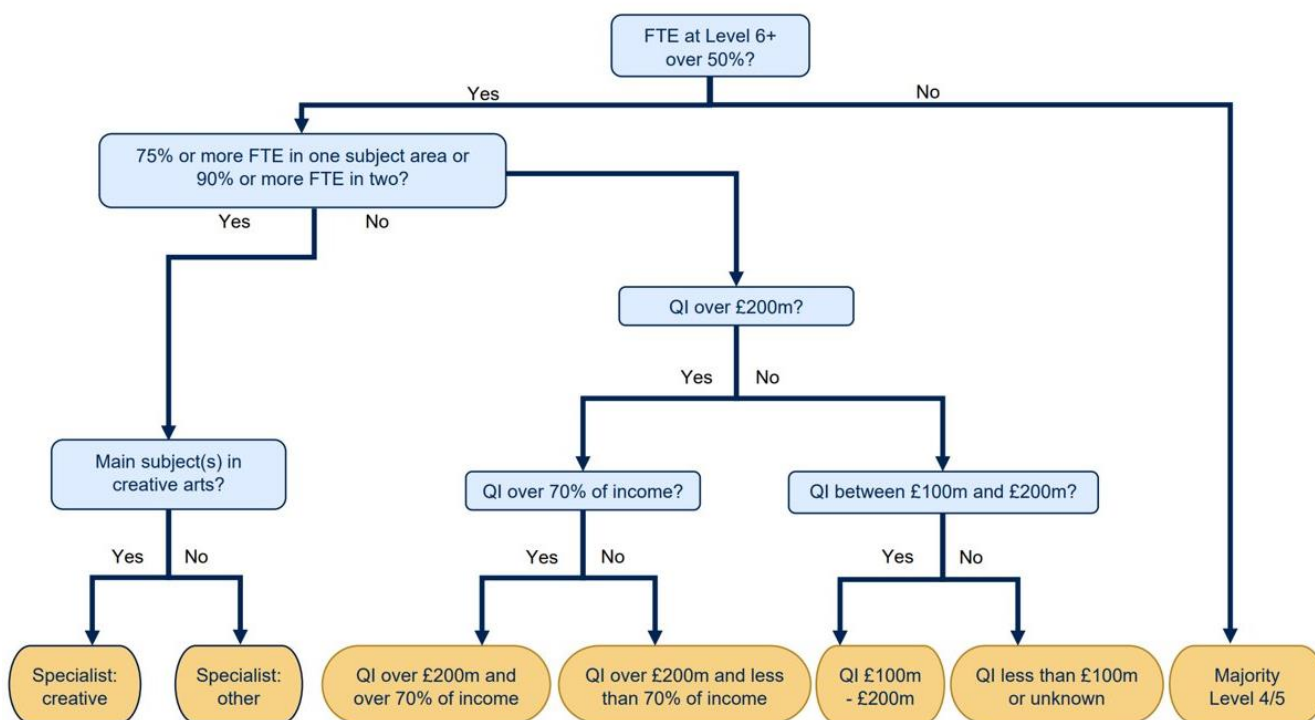 FTE at Level 6+
over 50%?
Yes
No
75% or more FTE in one subject area or
90% or more FTE in two?
Yes
No
QI over £200m?
Yes
No
Main subject(s) in
creative arts?
QI over 70% of income?
QI between £100m and £200m?
Yes
No
Yes
No
Yes
No
Specialist:
creative
Specialist:
other
QI over £200m and
over 70% of income
QI over £200m and less
than 70% of income
QI £100m
- £200m
QI less than £100m
or unknown
Majority
Level 4/5